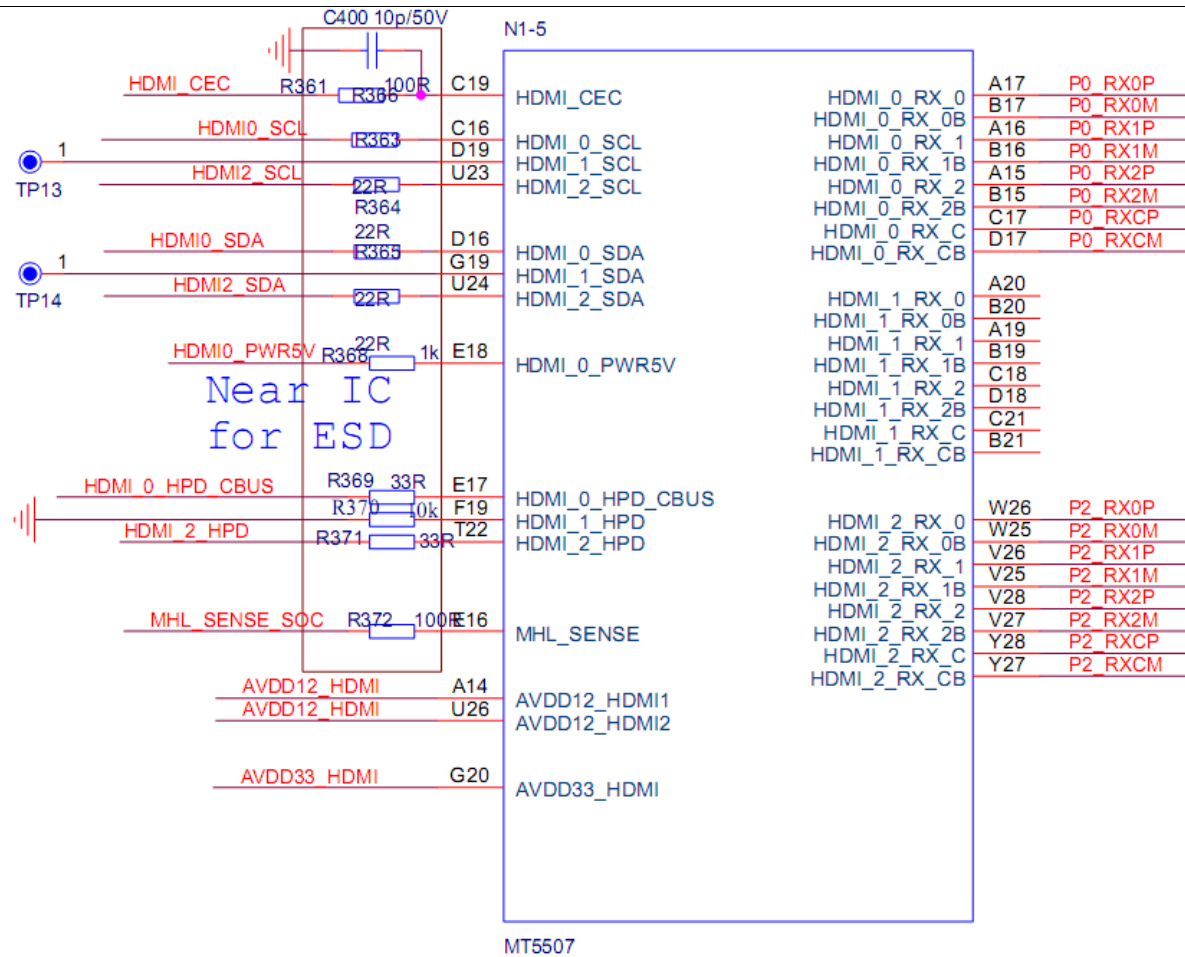 C400 10p/50V
N1-5
HDMI_CEC R361 100R C19 HDMI_CEC
R366
HDMI0_SCL R363 C16 HDMI_0_SCL
1 D19 HDMI_1_SCL
TP13 HDMI2_SCL 22R U23 HDMI_2_SCL
R364
22R
HDMI0_SDA R365 D16 HDMI_0_SDA
1 G19 HDMI_1_SDA
TP14 HDMI2_SDA 22R U24 HDMI_2_SDA
22R
HDMI0_PWR5V R368 1k E18 HDMI_0_PWR5V
Near IC
for ESD
HDMI_0_HPD_CBUS R369 33R E17 HDMI_0_HPD_CBUS
R370 10k F19 HDMI_1_HPD
HDMI_2_HPD R371 33R T22 HDMI_2_HPD
MHL_SENSE_SOC R372 100R E16 MHL_SENSE
AVDD12_HDMI A14 AVDD12_HDMI1
AVDD12_HDMI U26 AVDD12_HDMI2
AVDD33_HDMI G20 AVDD33_HDMI
HDMI_0_RX_0 A17 P0_RX0P
HDMI_0_RX_0B B17 P0_RX0M
HDMI_0_RX_1 A16 P0_RX1P
HDMI_0_RX_1B B16 P0_RX1M
HDMI_0_RX_2 A15 P0_RX2P
HDMI_0_RX_2B B15 P0_RX2M
HDMI_0_RX_C C17 P0_RXCP
HDMI_0_RX_CB D17 P0_RXCM
HDMI_1_RX_0 A20
HDMI_1_RX_0B B20
HDMI_1_RX_1 A19
HDMI_1_RX_1B B19
HDMI_1_RX_2 C18
HDMI_1_RX_2B D18
HDMI_1_RX_C C21
HDMI_1_RX_CB B21
HDMI_2_RX_0 W26 P2_RX0P
HDMI_2_RX_0B W25 P2_RX0M
HDMI_2_RX_1 V26 P2_RX1P
HDMI_2_RX_1B V25 P2_RX1M
HDMI_2_RX_2 V28 P2_RX2P
HDMI_2_RX_2B V27 P2_RX2M
HDMI_2_RX_C Y28 P2_RXCP
HDMI_2_RX_CB Y27 P2_RXCM
MT5507